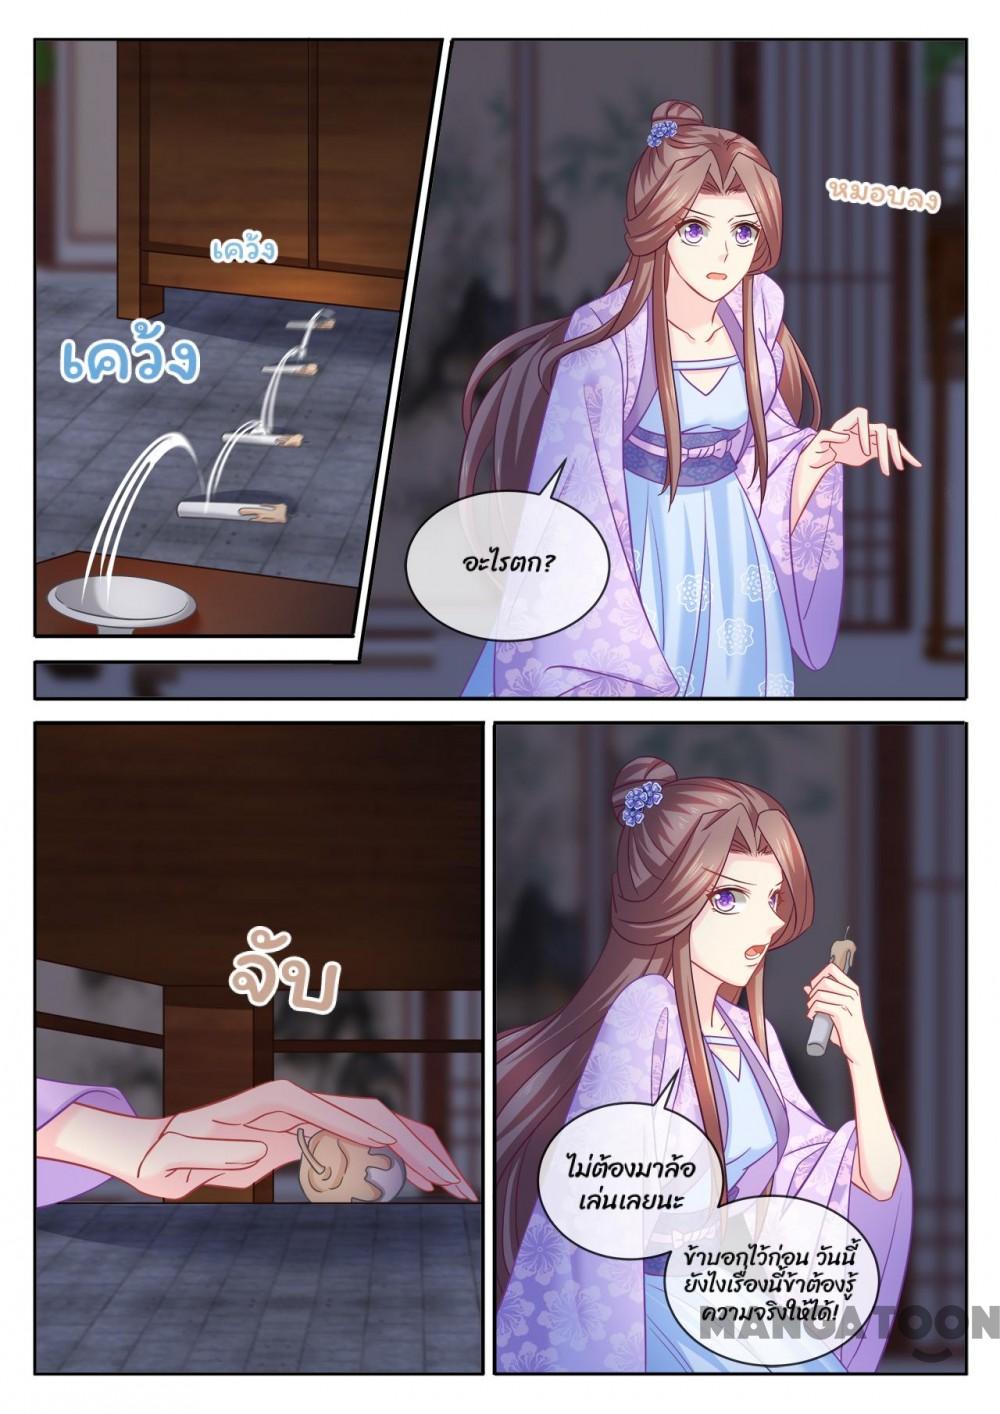 เคว้ง
เคว้ง
หมอบลง
อะไรตก?
จับ
ไม่ต้องมาล้อ
เล่นเลยนะ
ข้าบอกไว้ก่อน วันนี้
ยังไงเรื่องนี้ข้าต้องรู้
ความจริงให้ได้!
MANGATOON